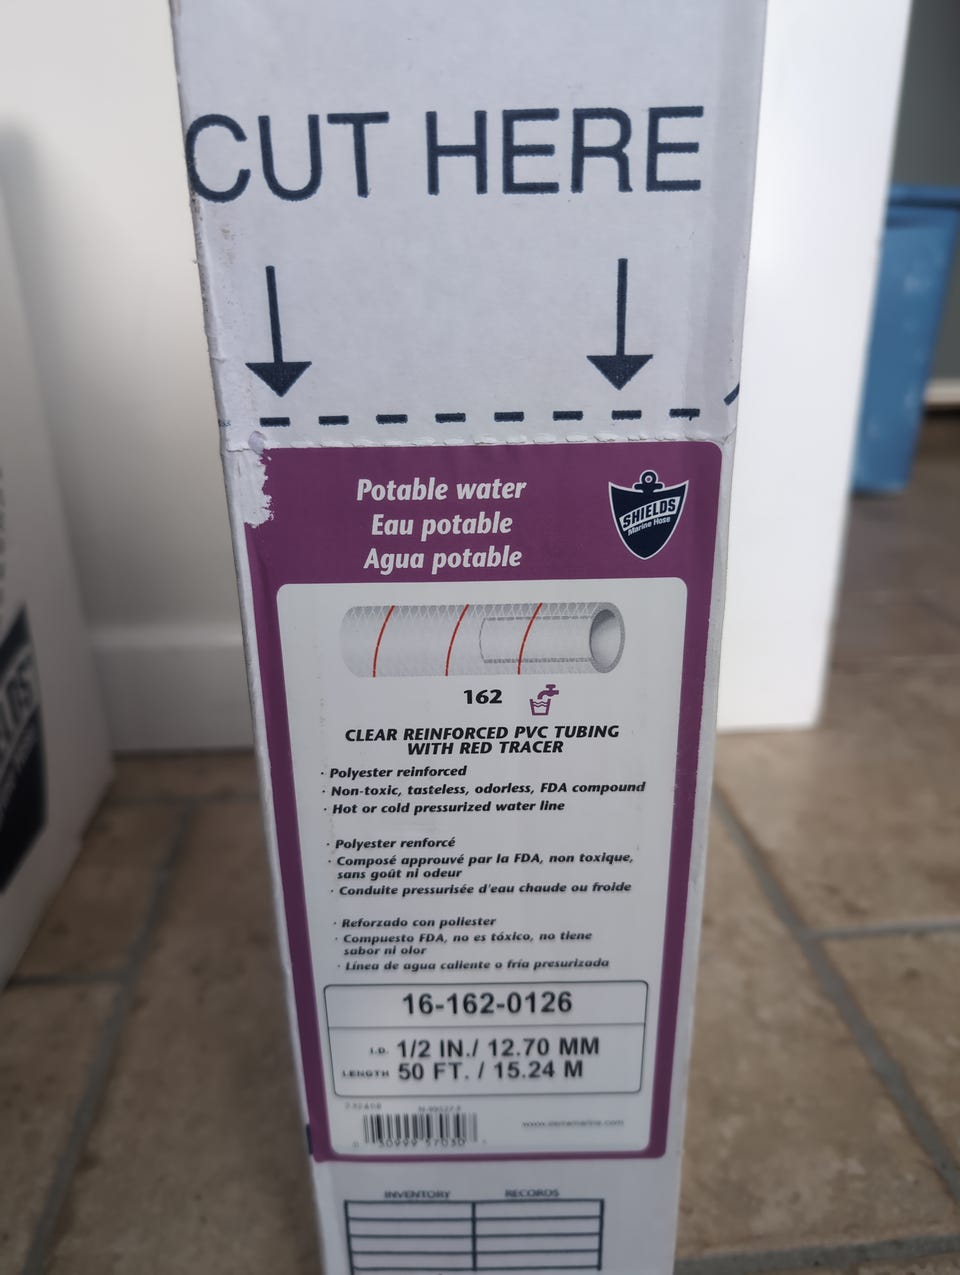 CUT HERE
Potable water
Eau potable
Agua potable
SHIELDS
Marine Hose
162
CLEAR REINFORCED PVC TUBING
WITH RED TRACER
· Polyester reinforced
· Non-toxic, tasteless, odorless, FDA compound
· Hot or cold pressurized water line
· Polyester renforcé
· Composé approuvé par la FDA, non toxique,
sans goût ni odeur
· Conduite pressurisée d'eau chaude ou froide
· Reforzado con poliester
· Compuesto FDA, no es tóxico, no tiene
sabor ni olor
· Línea de agua caliente o fría presurizada
16-162-0126
I.D. 1/2 IN./ 12.70 MM
LENGTH 50 FT. / 15.24 M
www.sierramarine.com
INVENTORY RECORDS